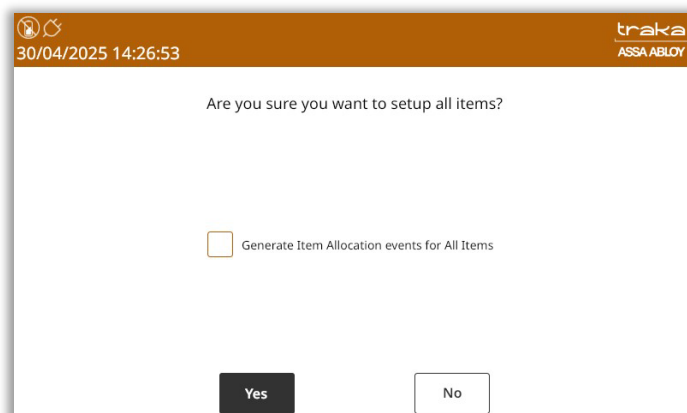 traka
30/04/2025 14:26:53
ASSA ABLOY
Are you sure you want to setup all items?
Generate Item Allocation events for All Items
Yes
No